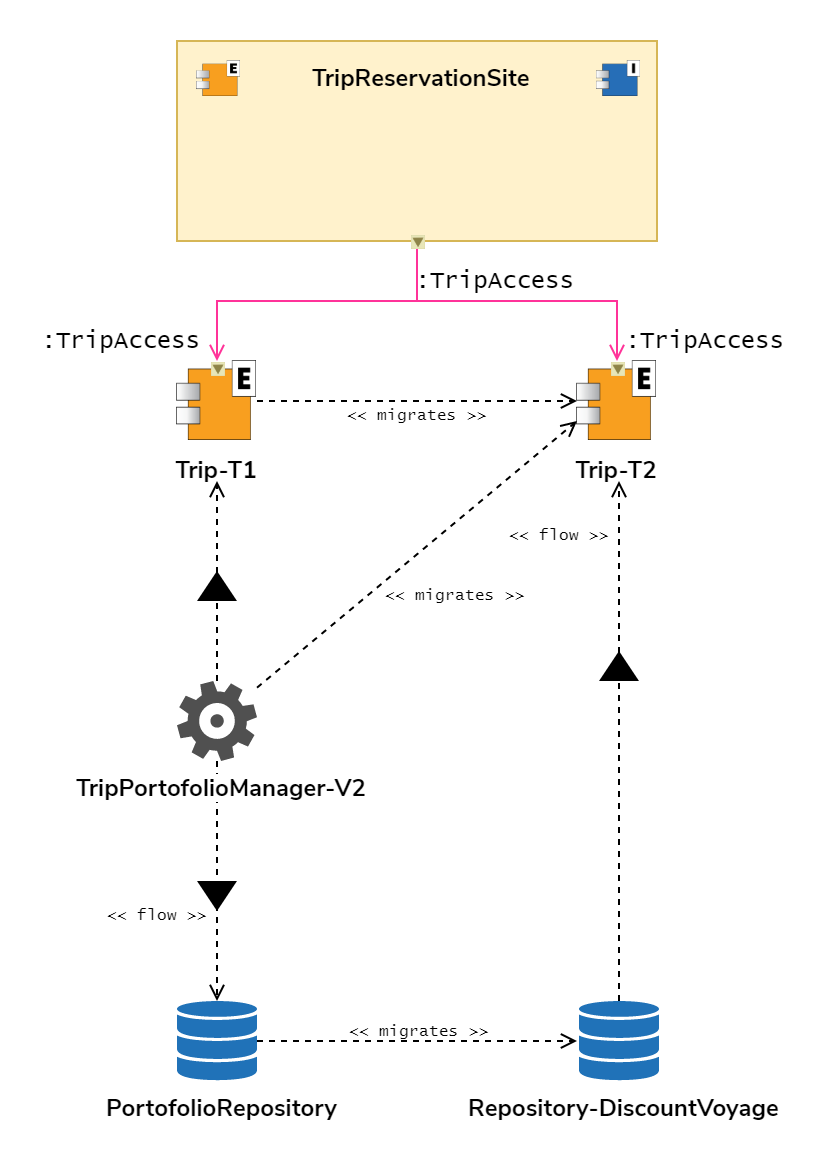 E
TripReservationSite
I
:TripAccess
:TripAccess
:TripAccess
E
E
<< migrates >>
Trip-T1
Trip-T2
<< flow >>
<< migrates >>
TripPortofolioManager-V2
<< flow >>
<< migrates >>
PortofolioRepository
Repository-DiscountVoyage